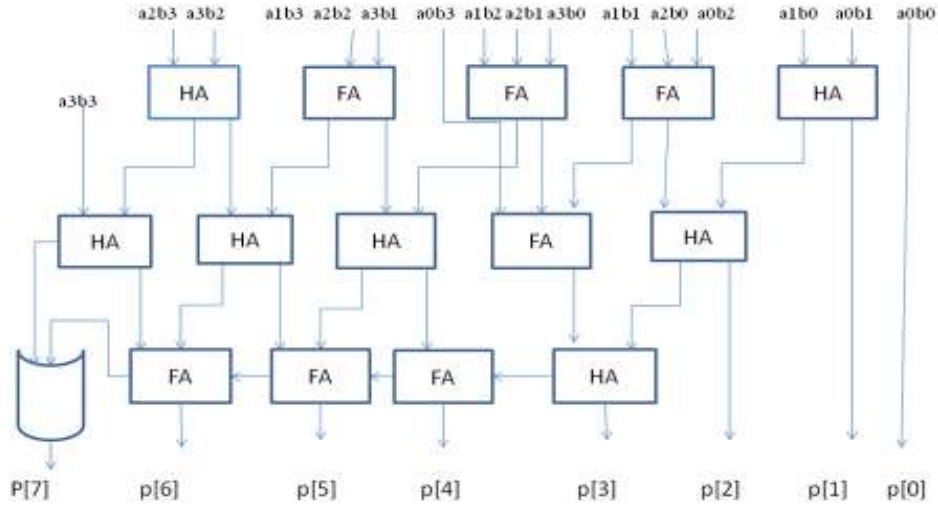 a2b3 a3b2 a1b3 a2b2 a3b1 a0b3 a1b2 a2b1 a3b0 a1b1 a2b0 a0b2 a1b0 a0b1 a0b0
HA FA FA FA HA
a3b3
HA HA HA FA HA
FA FA FA HA
P[7] p[6] p[5] p[4] p[3] p[2] p[1] p[0]